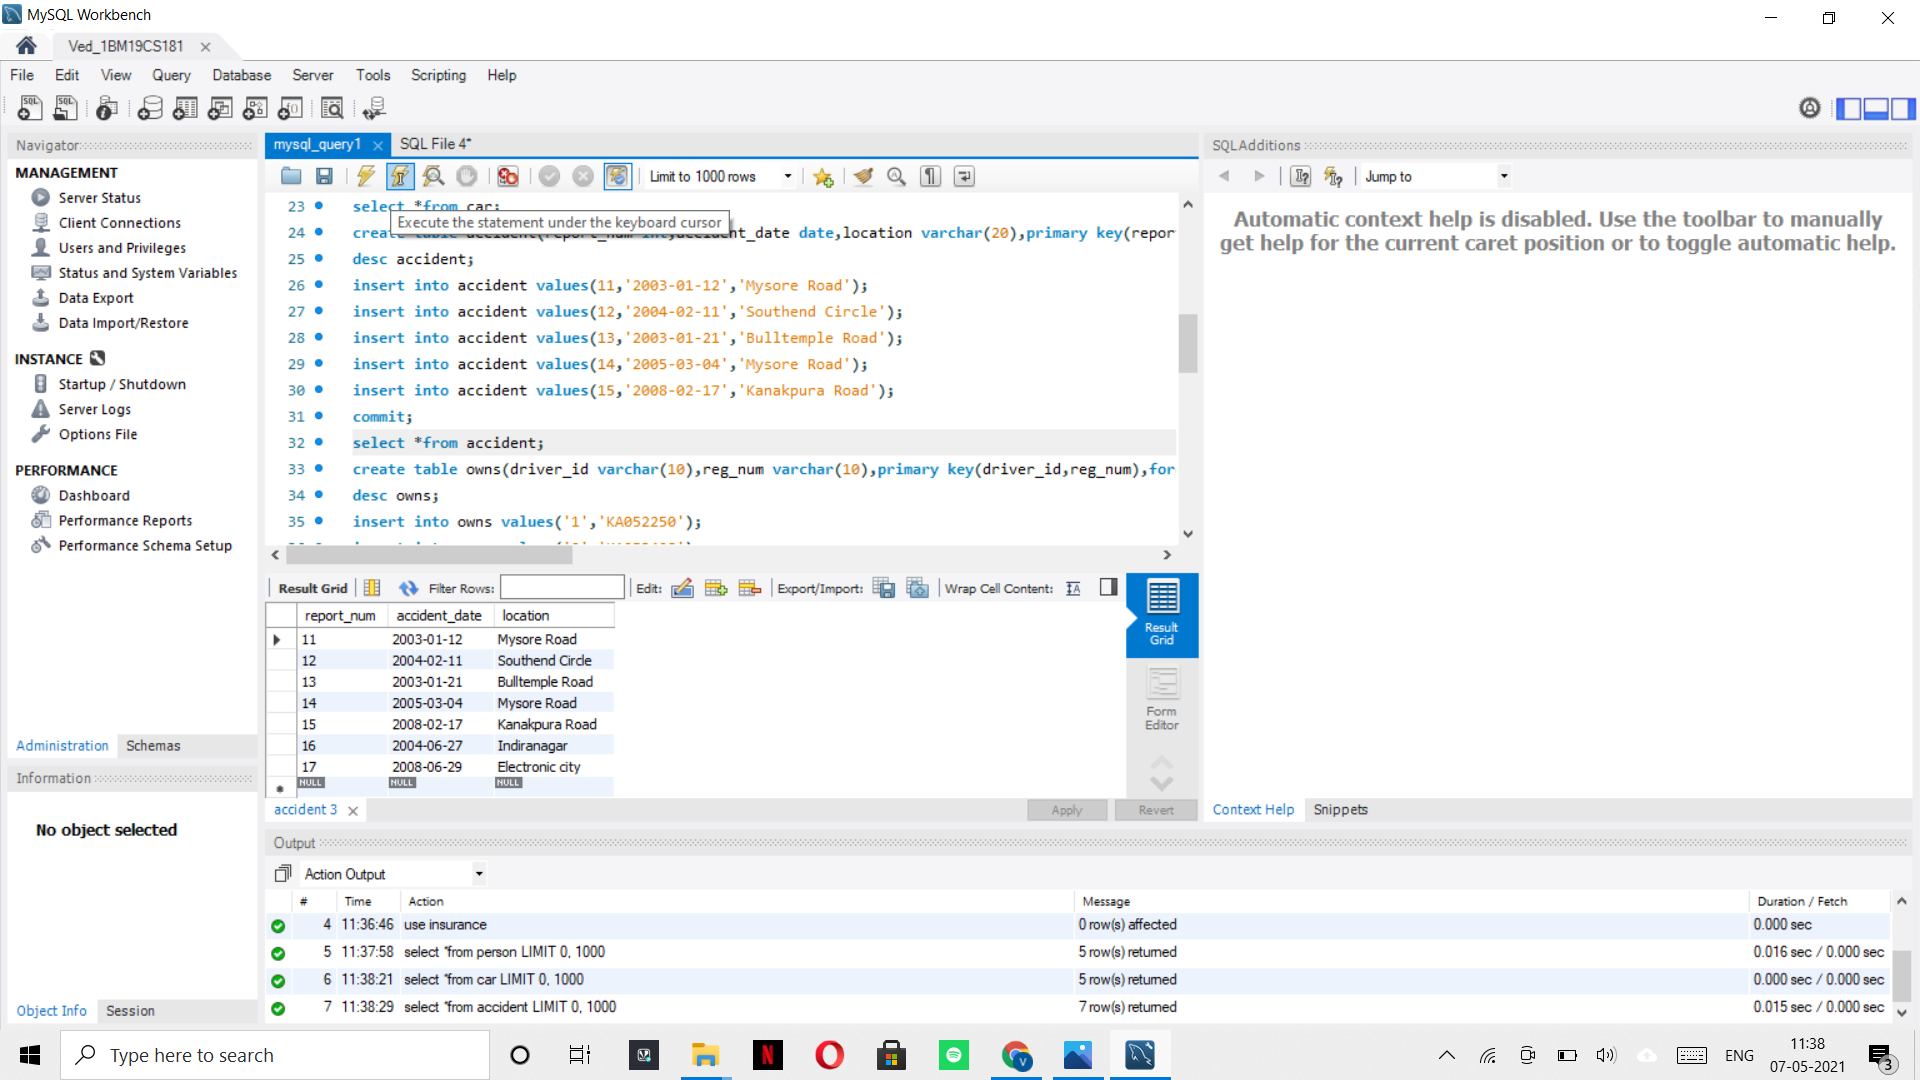 MySQL Workbench
Ved_1BM19CS181
File Edit View Query Database Server Tools Scripting Help
Navigator
MANAGEMENT
Server Status
Client Connections
Users and Privileges
Status and System Variables
Data Export
Data Import/Restore
INSTANCE
Startup / Shutdown
Server Logs
Options File
PERFORMANCE
Dashboard
Performance Reports
Performance Schema Setup
Administration Schemas
Information
No object selected
Object Info Session
mysql_query1 SQL File 4*
Limit to 1000 rows
23 select *from car;
Execute the statement under the keyboard cursor
24 date,location varchar(20),primary key(repor
25 desc accident;
26 insert into accident values(11,'2003-01-12','Mysore Road');
27 insert into accident values(12,'2004-02-11','Southend Circle');
28 insert into accident values(13,'2003-01-21','Bulltemple Road');
29 insert into accident values(14,'2005-03-04','Mysore Road');
30 insert into accident values(15,'2008-02-17','Kanakpura Road');
31 commit;
32 select *from accident;
33 create table owns(driver_id varchar(10),reg_num varchar(10),primary key(driver_id,reg_num),for
34 desc owns;
35 insert into owns values('1','KA052250');
Result Grid Filter Rows: Edit: Export/Import: Wrap Cell Content:
report_num accident_date location
11 2003-01-12 Mysore Road
12 2004-02-11 Southend Circle
13 2003-01-21 Bulltemple Road
14 2005-03-04 Mysore Road
15 2008-02-17 Kanakpura Road
16 2004-06-27 Indiranagar
17 2008-06-29 Electronic city
NULL NULL NULL
Result
Grid
Form
Editor
accident 3 Apply Revert
SQLAdditions
Jump to
Automatic context help is disabled. Use the toolbar to manually
get help for the current caret position or to toggle automatic help.
Context Help Snippets
Output
Action Output
# Time Action Message Duration / Fetch
4 11:36:46 use insurance 0 row(s) affected 0.000 sec
5 11:37:58 select *from person LIMIT 0, 1000 5 row(s) returned 0.016 sec / 0.000 sec
6 11:38:21 select *from car LIMIT 0, 1000 5 row(s) returned 0.000 sec / 0.000 sec
7 11:38:29 select *from accident LIMIT 0, 1000 7 row(s) returned 0.015 sec / 0.000 sec
Type here to search
ENG
11:38
07-05-2021
3